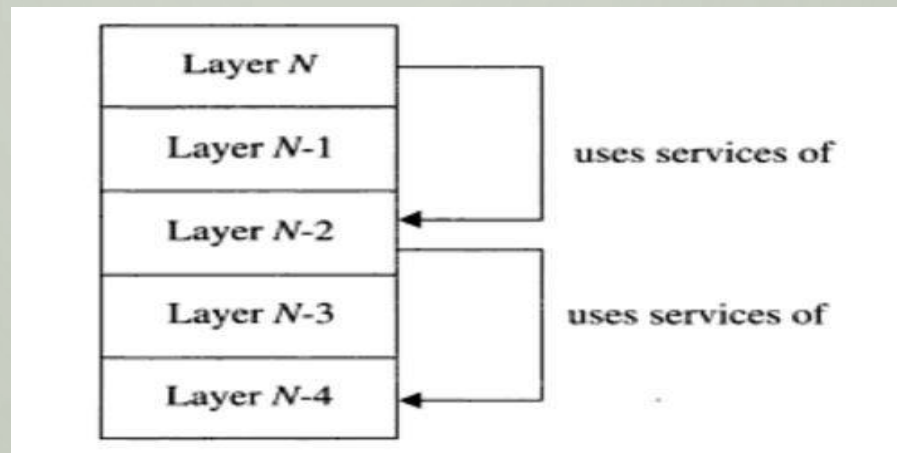 Layer N
Layer N-1
uses services of
Layer N-2
Layer N-3
uses services of
Layer N-4